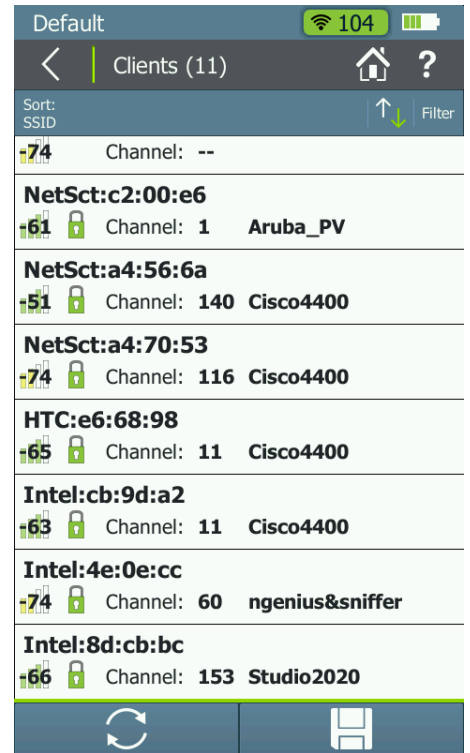 Default 104
Clients (11) ?
Sort:
SSID Filter
-74 Channel: --
NetSct:c2:00:e6
-61 Channel: 1 Aruba_PV
NetSct:a4:56:6a
-51 Channel: 140 Cisco4400
NetSct:a4:70:53
-74 Channel: 116 Cisco4400
HTC:e6:68:98
-65 Channel: 11 Cisco4400
Intel:cb:9d:a2
-63 Channel: 11 Cisco4400
Intel:4e:0e:cc
-74 Channel: 60 ngenius&sniffer
Intel:8d:cb:bc
-66 Channel: 153 Studio2020